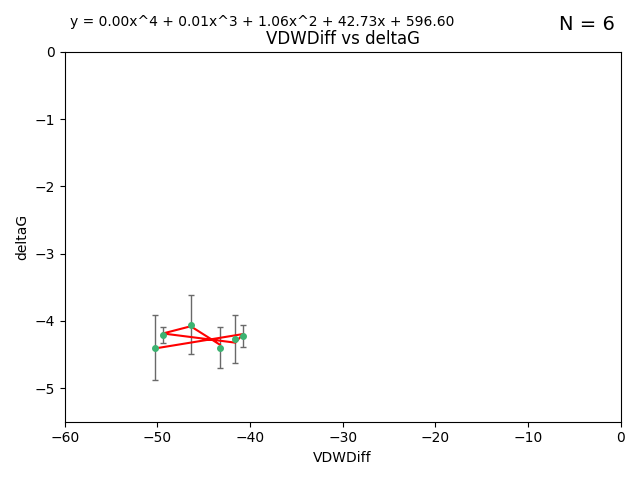 y = 0.00x^4 + 0.01x^3 + 1.06x^2 + 42.73x + 596.60
N = 6
VDWDiff vs deltaG
0
−1
−2
−3
−4
−5
deltaG
−60 −50 −40 −30 −20 −10 0
VDWDiff